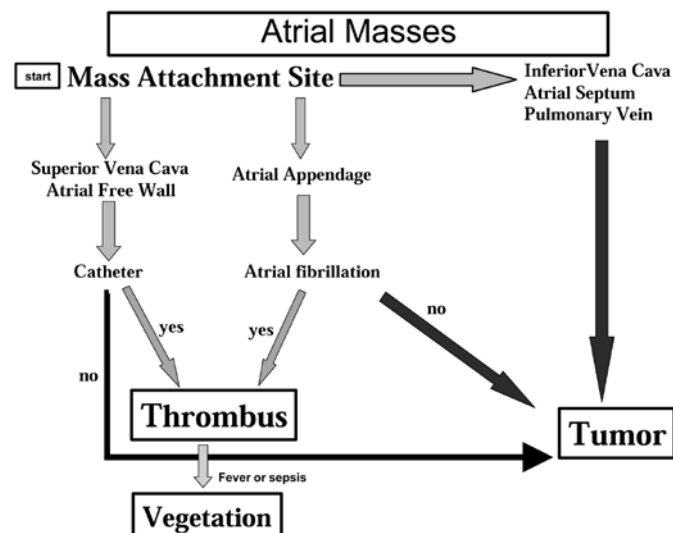 Atrial Masses
start
Mass Attachment Site
InferiorVena Cava
Atrial Septum
Pulmonary Vein
Superior Vena Cava
Atrial Free Wall
Atrial Appendage
Catheter
Atrial fibrillation
yes
yes
no
no
Thrombus
Tumor
Fever or sepsis
Vegetation